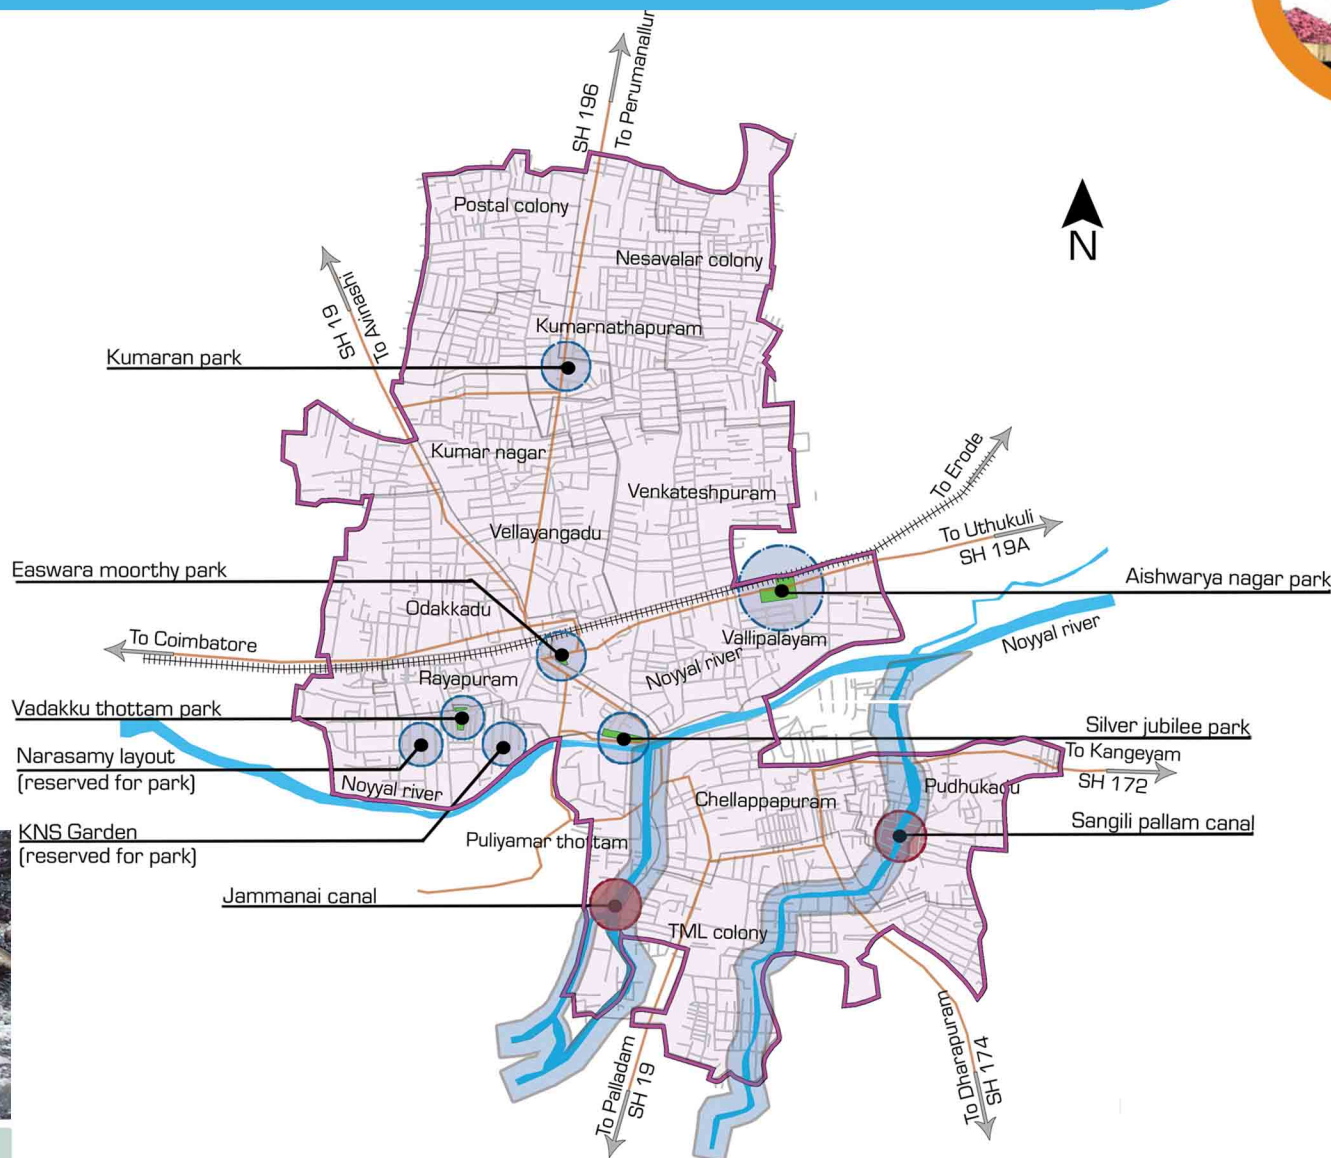 SH 196
To Perumanallur
Postal colony
Nesavalar colony
N
To Avinashi
SH 19
Kumarnathapuram
Kumaran park
Kumar nagar
To Erode
Venkateshpuram
To Uthukuli
SH 19A
Vellayangadu
Easwara moorthy park
Aishwarya nagar park
Odakkadu
To Coimbatore
Vallipalayam
Noyyal river
Noyyal river
Rayapuram
Vadakku thottam park
Silver jubilee park
Narasamy layout
(reserved for park)
To Kangeyam
SH 172
Noyyal river
Chellappapuram
Pudhukadu
KNS Garden
(reserved for park)
Puliyamar thottam
Sangili pallam canal
Jammanai canal
TML colony
To Palladam
SH 19
To Dharapuram
SH 174